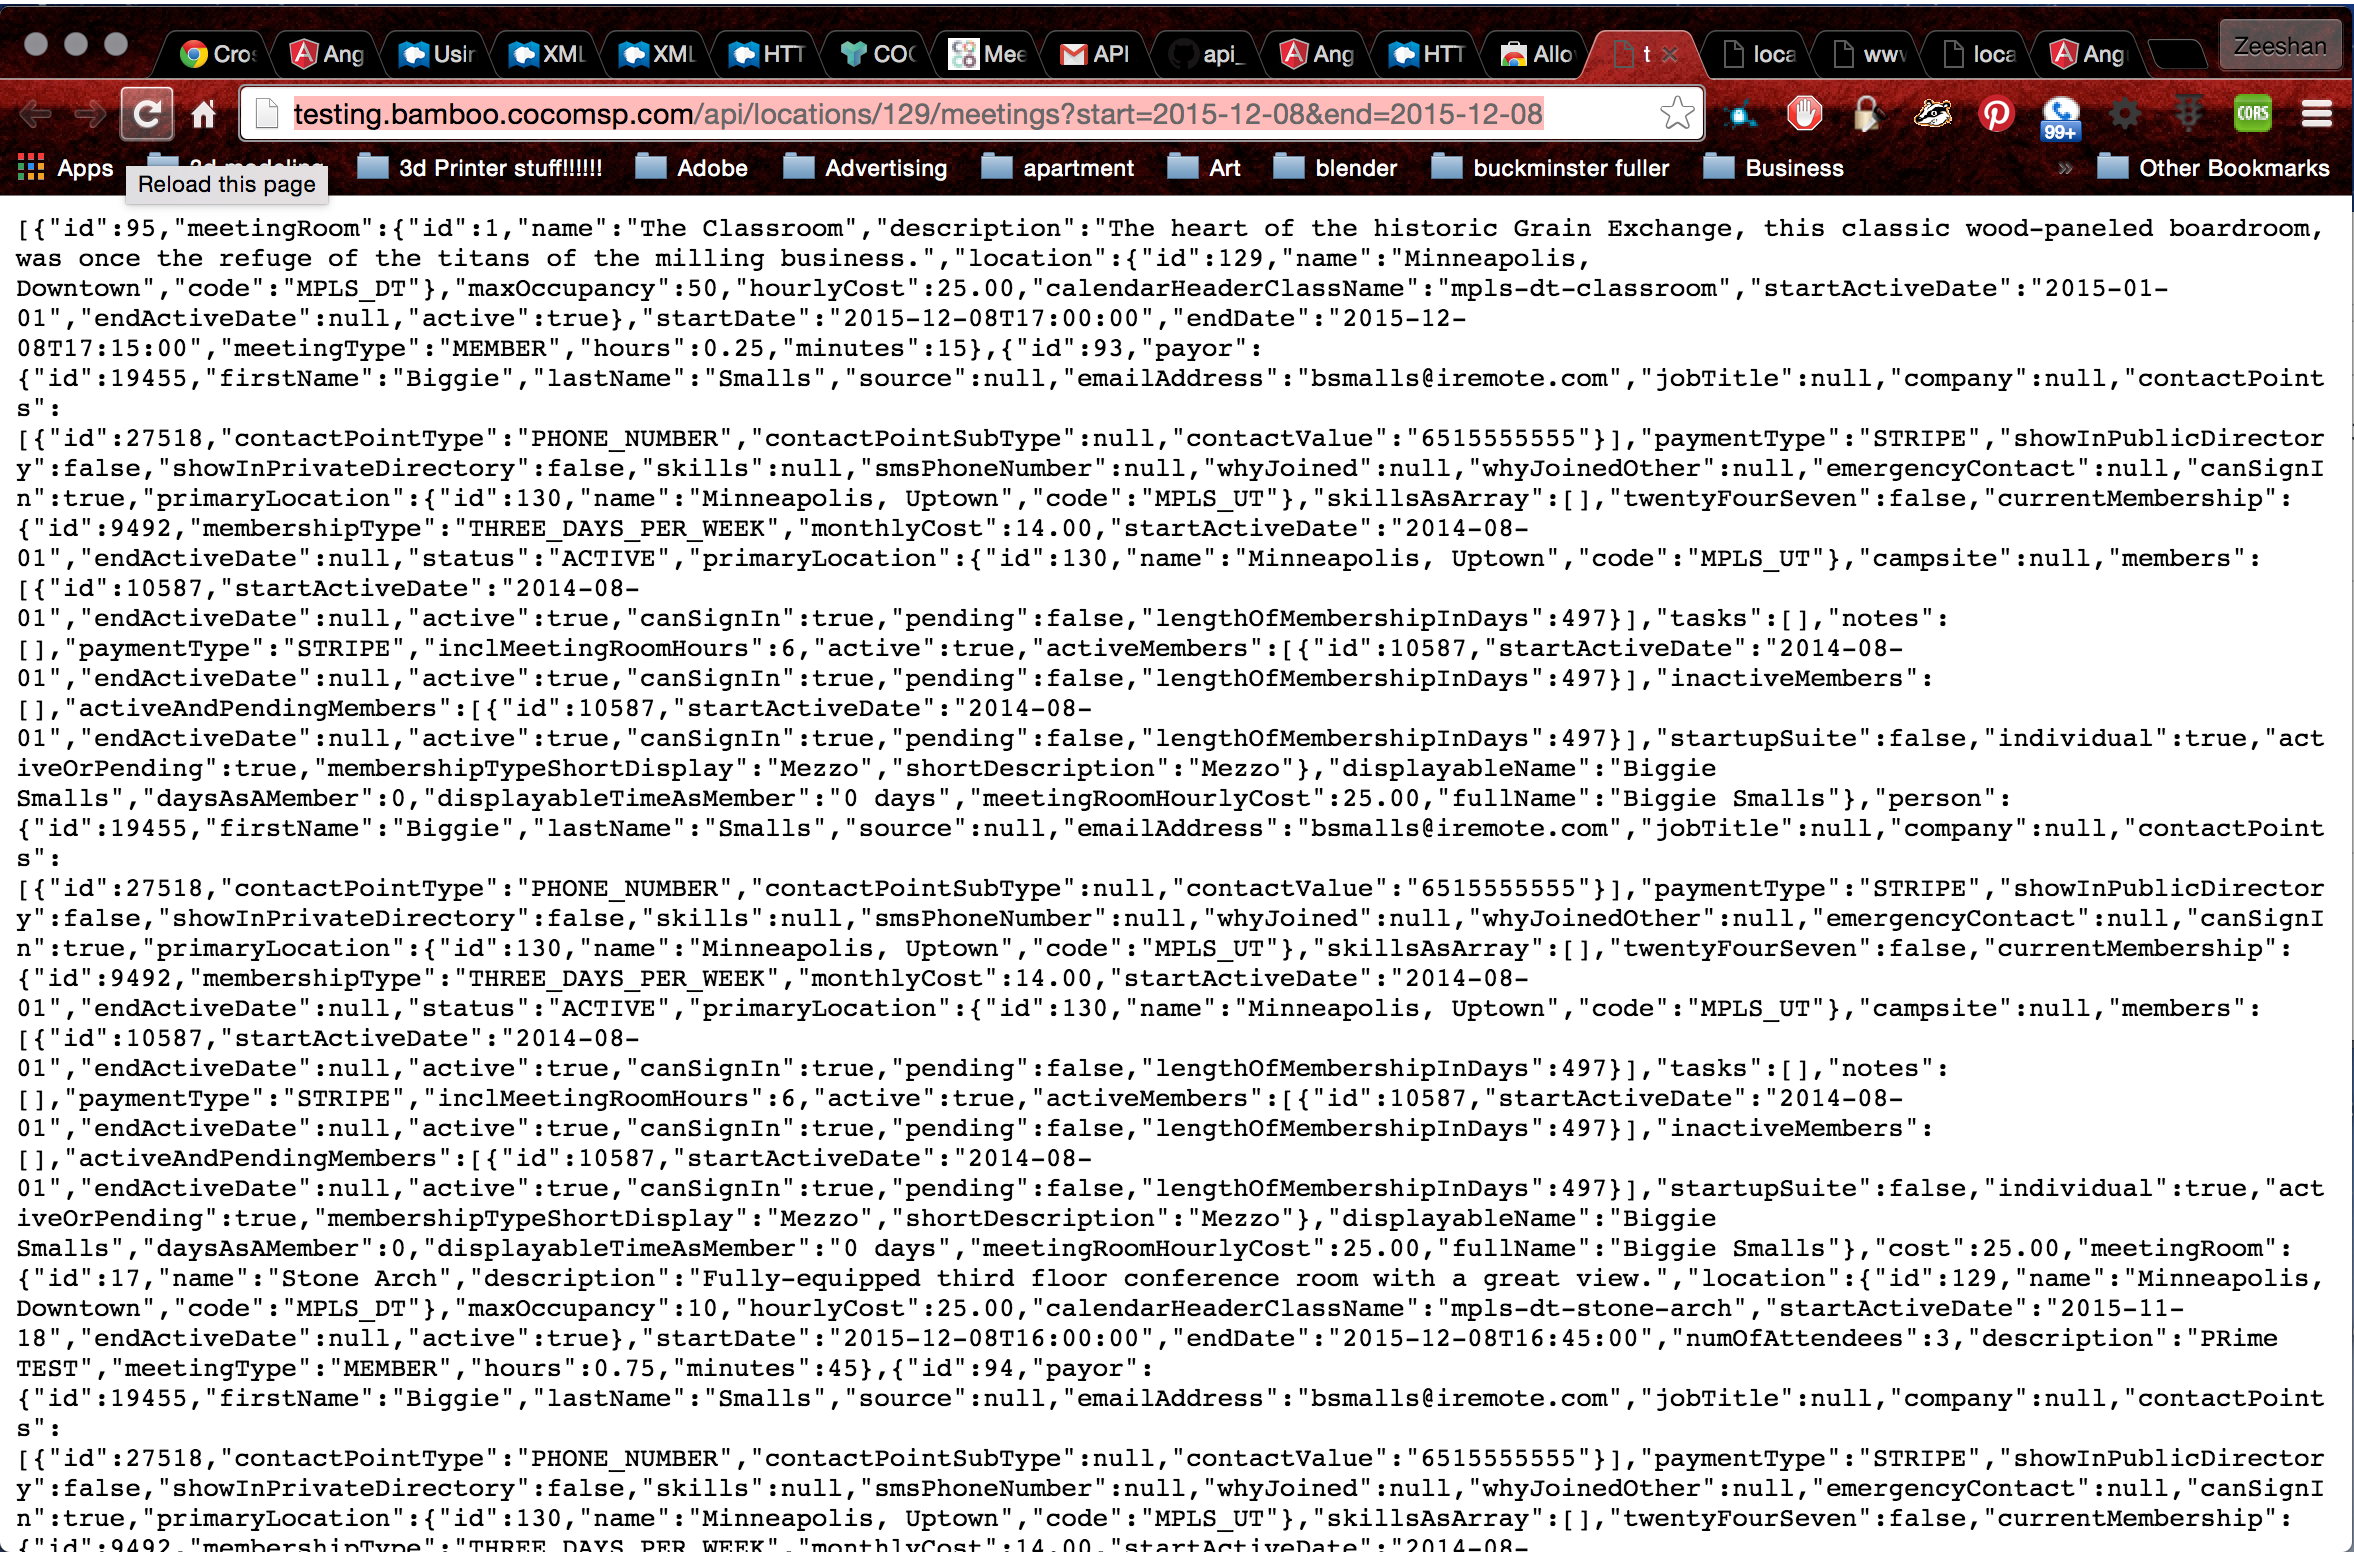 Cros
Ang
Usin
XML
XML
HTT
COC
Mee
API
api_
Ang
HTT
Allo
t
loca
www
loca
Ang
Zeeshan
testing.bamboo.cocomsp.com/api/locations/129/meetings?start=2015-12-08&end=2015-12-08
99+
CORS
Apps
3d modeling
3d Printer stuff!!!!!!
Adobe
Advertising
apartment
Art
blender
buckminster fuller
Business
»
Other Bookmarks
Reload this page
[{"id":95,"meetingRoom":{"id":1,"name":"The Classroom","description":"The heart of the historic Grain Exchange, this classic wood-paneled boardroom,
was once the refuge of the titans of the milling business.","location":{"id":129,"name":"Minneapolis,
Downtown","code":"MPLS_DT"},"maxOccupancy":50,"hourlyCost":25.00,"calendarHeaderClassName":"mpls-dt-classroom","startActiveDate":"2015-01-
01","endActiveDate":null,"active":true},"startDate":"2015-12-08T17:00:00","endDate":"2015-12-
08T17:15:00","meetingType":"MEMBER","hours":0.25,"minutes":15},{"id":93,"payor":
{"id":19455,"firstName":"Biggie","lastName":"Smalls","source":null,"emailAddress":"bsmalls@iremote.com","jobTitle":null,"company":null,"contactPoint
s":
[{"id":27518,"contactPointType":"PHONE_NUMBER","contactPointSubType":null,"contactValue":"6515555555"}],"paymentType":"STRIPE","showInPublicDirector
y":false,"showInPrivateDirectory":false,"skills":null,"smsPhoneNumber":null,"whyJoined":null,"whyJoinedOther":null,"emergencyContact":null,"canSignI
n":true,"primaryLocation":{"id":130,"name":"Minneapolis, Uptown","code":"MPLS_UT"},"skillsAsArray":[],"twentyFourSeven":false,"currentMembership":
{"id":9492,"membershipType":"THREE_DAYS_PER_WEEK","monthlyCost":14.00,"startActiveDate":"2014-08-
01","endActiveDate":null,"status":"ACTIVE","primaryLocation":{"id":130,"name":"Minneapolis, Uptown","code":"MPLS_UT"},"campsite":null,"members":
[{"id":10587,"startActiveDate":"2014-08-
01","endActiveDate":null,"active":true,"canSignIn":true,"pending":false,"lengthOfMembershipInDays":497}],"tasks":[],"notes":
[],"paymentType":"STRIPE","inclMeetingRoomHours":6,"active":true,"activeMembers":[{"id":10587,"startActiveDate":"2014-08-
01","endActiveDate":null,"active":true,"canSignIn":true,"pending":false,"lengthOfMembershipInDays":497}],"inactiveMembers":
[],"activeAndPendingMembers":[{"id":10587,"startActiveDate":"2014-08-
01","endActiveDate":null,"active":true,"canSignIn":true,"pending":false,"lengthOfMembershipInDays":497}],"startupSuite":false,"individual":true,"act
iveOrPending":true,"membershipTypeShortDisplay":"Mezzo","shortDescription":"Mezzo"},"displayableName":"Biggie
Smalls","daysAsAMember":0,"displayableTimeAsMember":"0 days","meetingRoomHourlyCost":25.00,"fullName":"Biggie Smalls"},"person":
{"id":19455,"firstName":"Biggie","lastName":"Smalls","source":null,"emailAddress":"bsmalls@iremote.com","jobTitle":null,"company":null,"contactPoint
s":
[{"id":27518,"contactPointType":"PHONE_NUMBER","contactPointSubType":null,"contactValue":"6515555555"}],"paymentType":"STRIPE","showInPublicDirector
y":false,"showInPrivateDirectory":false,"skills":null,"smsPhoneNumber":null,"whyJoined":null,"whyJoinedOther":null,"emergencyContact":null,"canSignI
n":true,"primaryLocation":{"id":130,"name":"Minneapolis, Uptown","code":"MPLS_UT"},"skillsAsArray":[],"twentyFourSeven":false,"currentMembership":
{"id":9492,"membershipType":"THREE_DAYS_PER_WEEK","monthlyCost":14.00,"startActiveDate":"2014-08-
01","endActiveDate":null,"status":"ACTIVE","primaryLocation":{"id":130,"name":"Minneapolis, Uptown","code":"MPLS_UT"},"campsite":null,"members":
[{"id":10587,"startActiveDate":"2014-08-
01","endActiveDate":null,"active":true,"canSignIn":true,"pending":false,"lengthOfMembershipInDays":497}],"tasks":[],"notes":
[],"paymentType":"STRIPE","inclMeetingRoomHours":6,"active":true,"activeMembers":[{"id":10587,"startActiveDate":"2014-08-
01","endActiveDate":null,"active":true,"canSignIn":true,"pending":false,"lengthOfMembershipInDays":497}],"inactiveMembers":
[],"activeAndPendingMembers":[{"id":10587,"startActiveDate":"2014-08-
01","endActiveDate":null,"active":true,"canSignIn":true,"pending":false,"lengthOfMembershipInDays":497}],"startupSuite":false,"individual":true,"act
iveOrPending":true,"membershipTypeShortDisplay":"Mezzo","shortDescription":"Mezzo"},"displayableName":"Biggie
Smalls","daysAsAMember":0,"displayableTimeAsMember":"0 days","meetingRoomHourlyCost":25.00,"fullName":"Biggie Smalls"},"cost":25.00,"meetingRoom":
{"id":17,"name":"Stone Arch","description":"Fully-equipped third floor conference room with a great view.","location":{"id":129,"name":"Minneapolis,
Downtown","code":"MPLS_DT"},"maxOccupancy":10,"hourlyCost":25.00,"calendarHeaderClassName":"mpls-dt-stone-arch","startActiveDate":"2015-11-
18","endActiveDate":null,"active":true},"startDate":"2015-12-08T16:00:00","endDate":"2015-12-08T16:45:00","numOfAttendees":3,"description":"PRime
TEST","meetingType":"MEMBER","hours":0.75,"minutes":45},{"id":94,"payor":
{"id":19455,"firstName":"Biggie","lastName":"Smalls","source":null,"emailAddress":"bsmalls@iremote.com","jobTitle":null,"company":null,"contactPoint
s":
[{"id":27518,"contactPointType":"PHONE_NUMBER","contactPointSubType":null,"contactValue":"6515555555"}],"paymentType":"STRIPE","showInPublicDirector
y":false,"showInPrivateDirectory":false,"skills":null,"smsPhoneNumber":null,"whyJoined":null,"whyJoinedOther":null,"emergencyContact":null,"canSignI
n":true,"primaryLocation":{"id":130,"name":"Minneapolis, Uptown","code":"MPLS_UT"},"skillsAsArray":[],"twentyFourSeven":false,"currentMembership":
{"id":9492,"membershipType":"THREE_DAYS_PER_WEEK","monthlyCost":14.00,"startActiveDate":"2014-08-